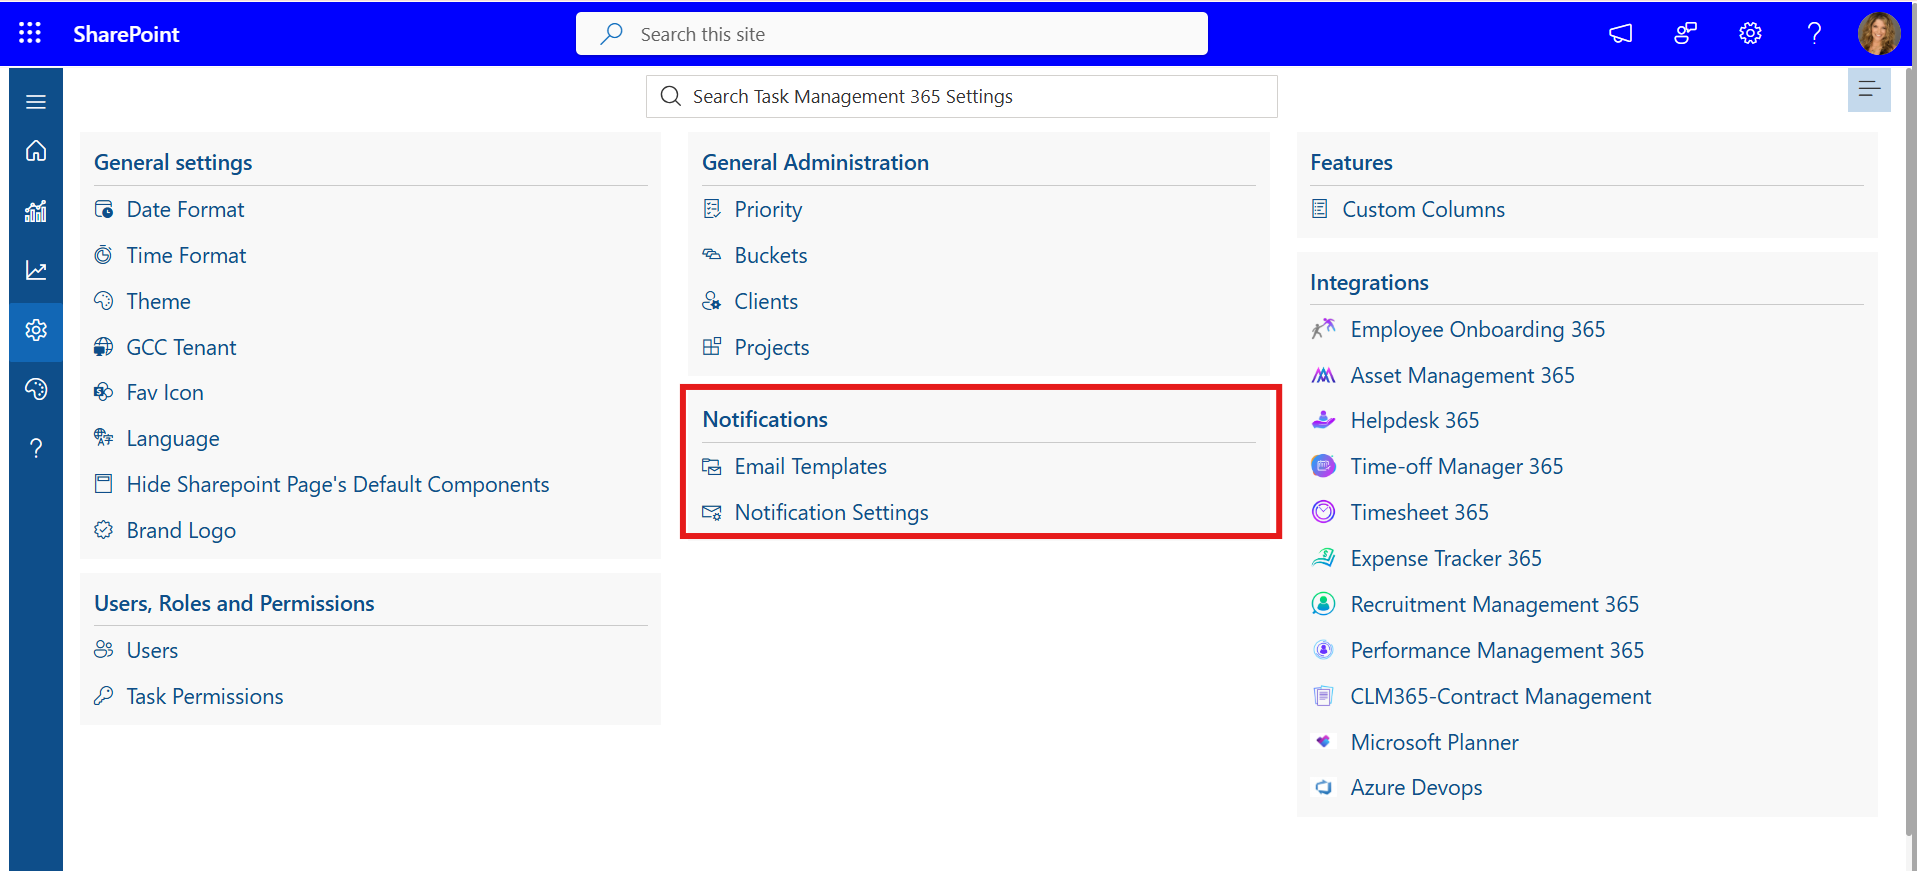 SharePoint
Search this site
Search Task Management 365 Settings
General settings
Date Format
Time Format
Theme
GCC Tenant
Fav Icon
Language
Hide Sharepoint Page's Default Components
Brand Logo
Users, Roles and Permissions
Users
Task Permissions
General Administration
Priority
Buckets
Clients
Projects
Notifications
Email Templates
Notification Settings
Features
Custom Columns
Integrations
Employee Onboarding 365
Asset Management 365
Helpdesk 365
Time-off Manager 365
Timesheet 365
Expense Tracker 365
Recruitment Management 365
Performance Management 365
CLM365-Contract Management
Microsoft Planner
Azure Devops